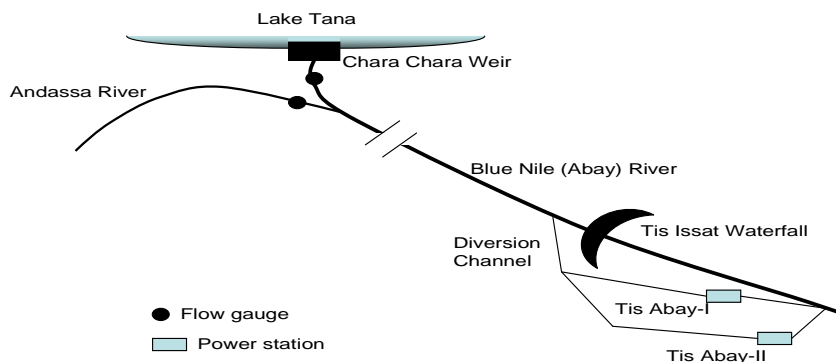 Lake Tana
Chara Chara Weir
Andassa River
Blue Nile (Abay) River
Tis Issat Waterfall
Diversion
Channel
Tis Abay-I
Flow gauge
Power station
Tis Abay-II